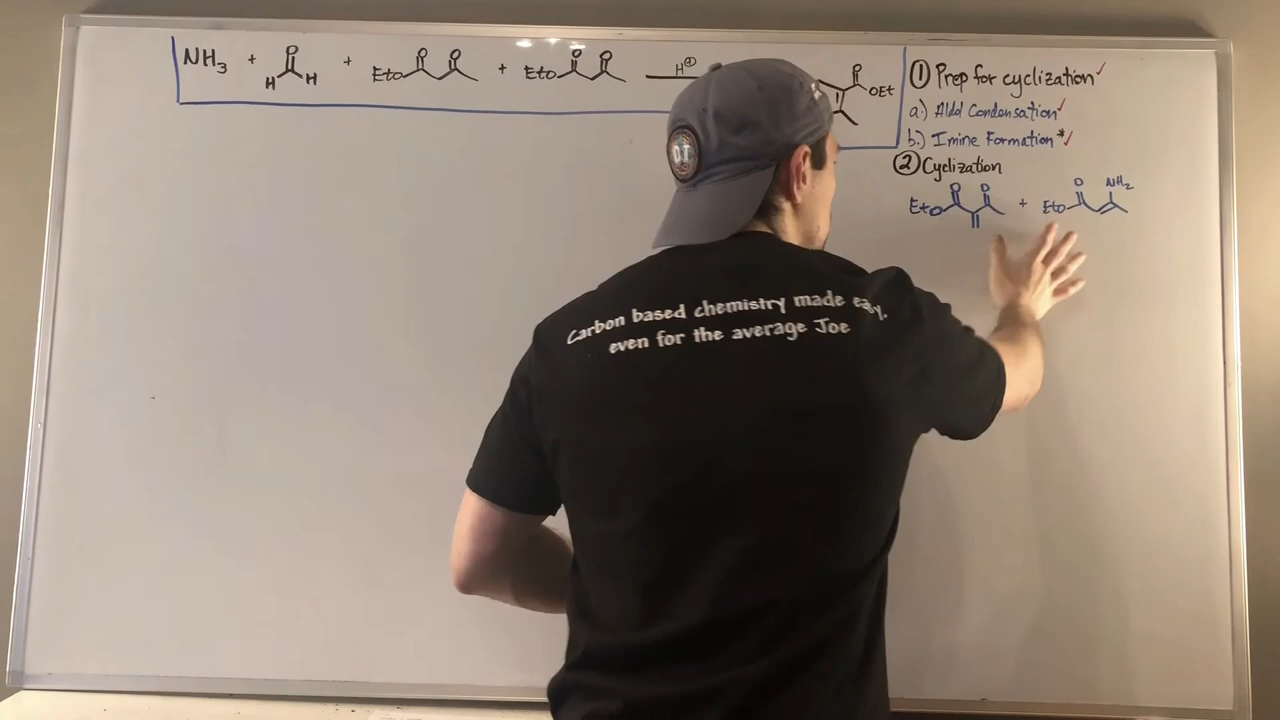 NH3 + O H H + EtO O O + EtO O O H⊕ O OEt
① Prep for cyclization ✓
a.) Aldol Condensation ✓
b.) Imine Formation* ✓
② Cyclization
EtO O O + EtO O NH2
D.T.
Carbon based chemistry made easy.
even for the average Joe